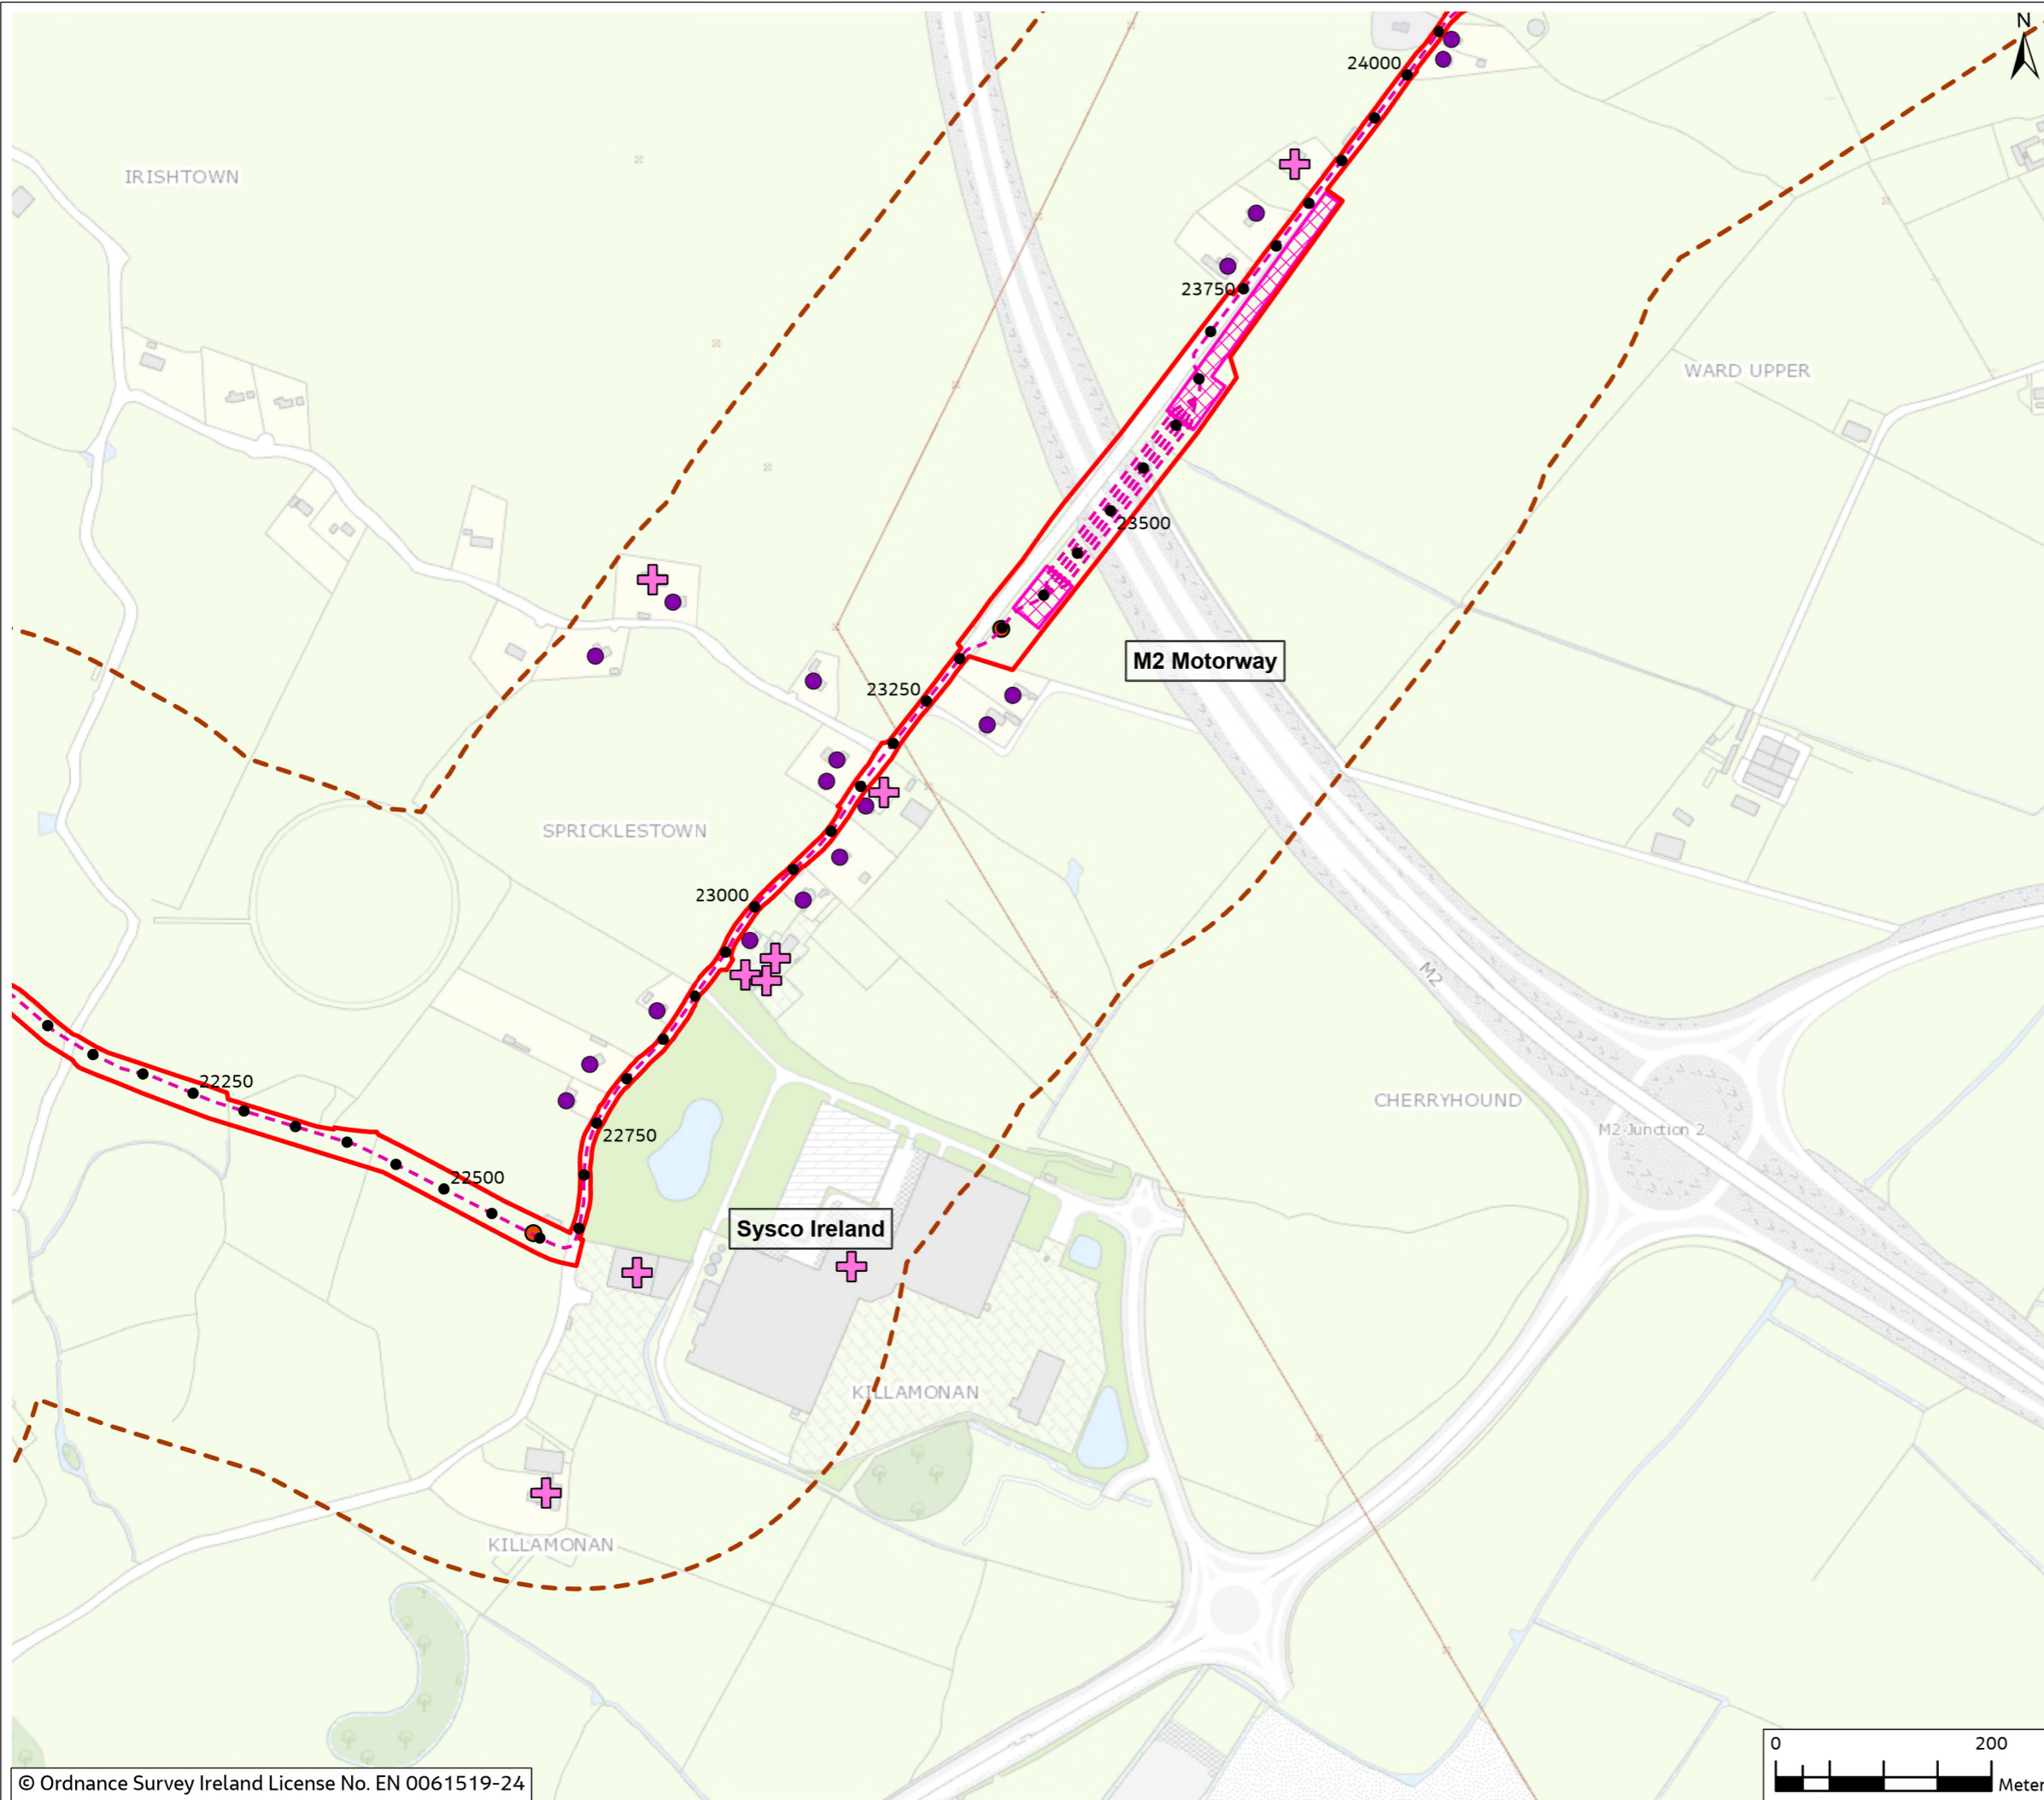 N
24000
IRISHTOWN
23750
WARD UPPER
23500
M2 Motorway
23250
SPRICKLESTOWN
23000
M2
22250
CHERRYHOUND
M2 Junction 2
22750
22500
Sysco Ireland
KILLAMONAN
KILLAMONAN
0 200
Meter
© Ordnance Survey Ireland License No. EN 0061519-24